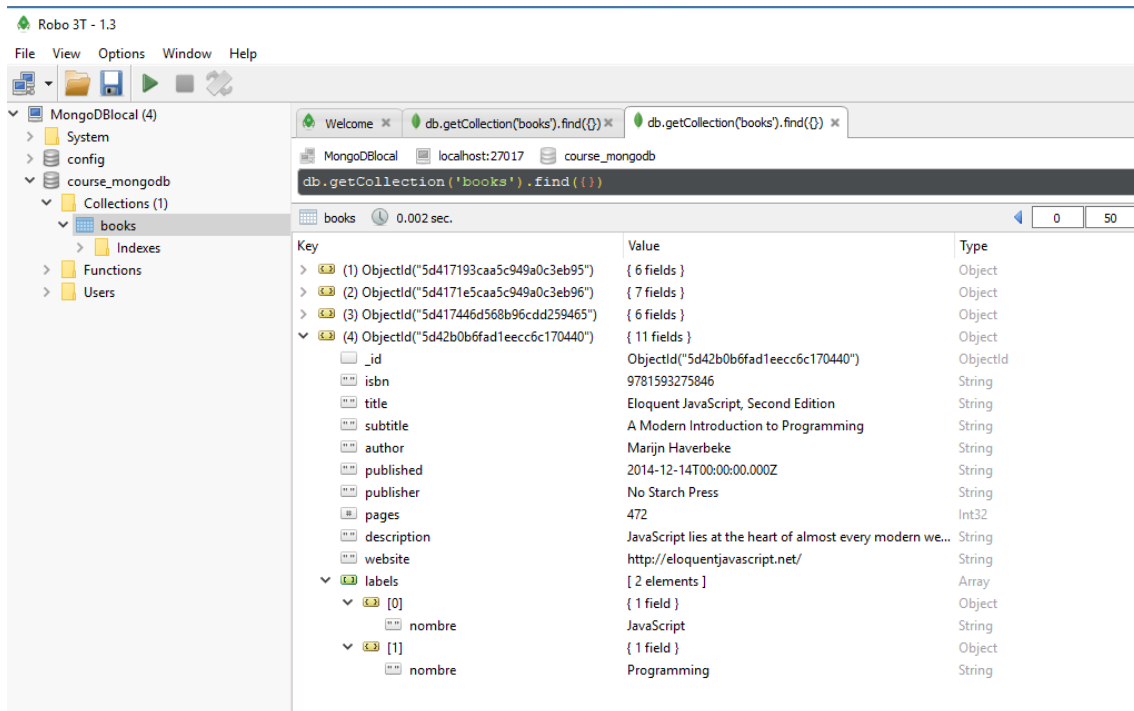 Robo 3T - 1.3
File View Options Window Help
MongoDBlocal (4)
System
config
course_mongodb
Collections (1)
books
Indexes
Functions
Users
Welcome db.getCollection('books').find({}) db.getCollection('books').find({})
MongoDBlocal localhost:27017 course_mongodb
db.getCollection('books').find({})
books 0.002 sec. 0 50
Key Value Type
(1) ObjectId("5d417193caa5c949a0c3eb95") { 6 fields } Object
(2) ObjectId("5d4171e5caa5c949a0c3eb96") { 7 fields } Object
(3) ObjectId("5d417446d568b96cdd259465") { 6 fields } Object
(4) ObjectId("5d42b0b6fad1eecc6c170440") { 11 fields } Object
_id ObjectId("5d42b0b6fad1eecc6c170440") ObjectId
isbn 9781593275846 String
title Eloquent JavaScript, Second Edition String
subtitle A Modern Introduction to Programming String
author Marijn Haverbeke String
published 2014-12-14T00:00:00.000Z String
publisher No Starch Press String
pages 472 Int32
description JavaScript lies at the heart of almost every modern we... String
website http://eloquentjavascript.net/ String
labels [ 2 elements ] Array
[0] { 1 field } Object
nombre JavaScript String
[1] { 1 field } Object
nombre Programming String